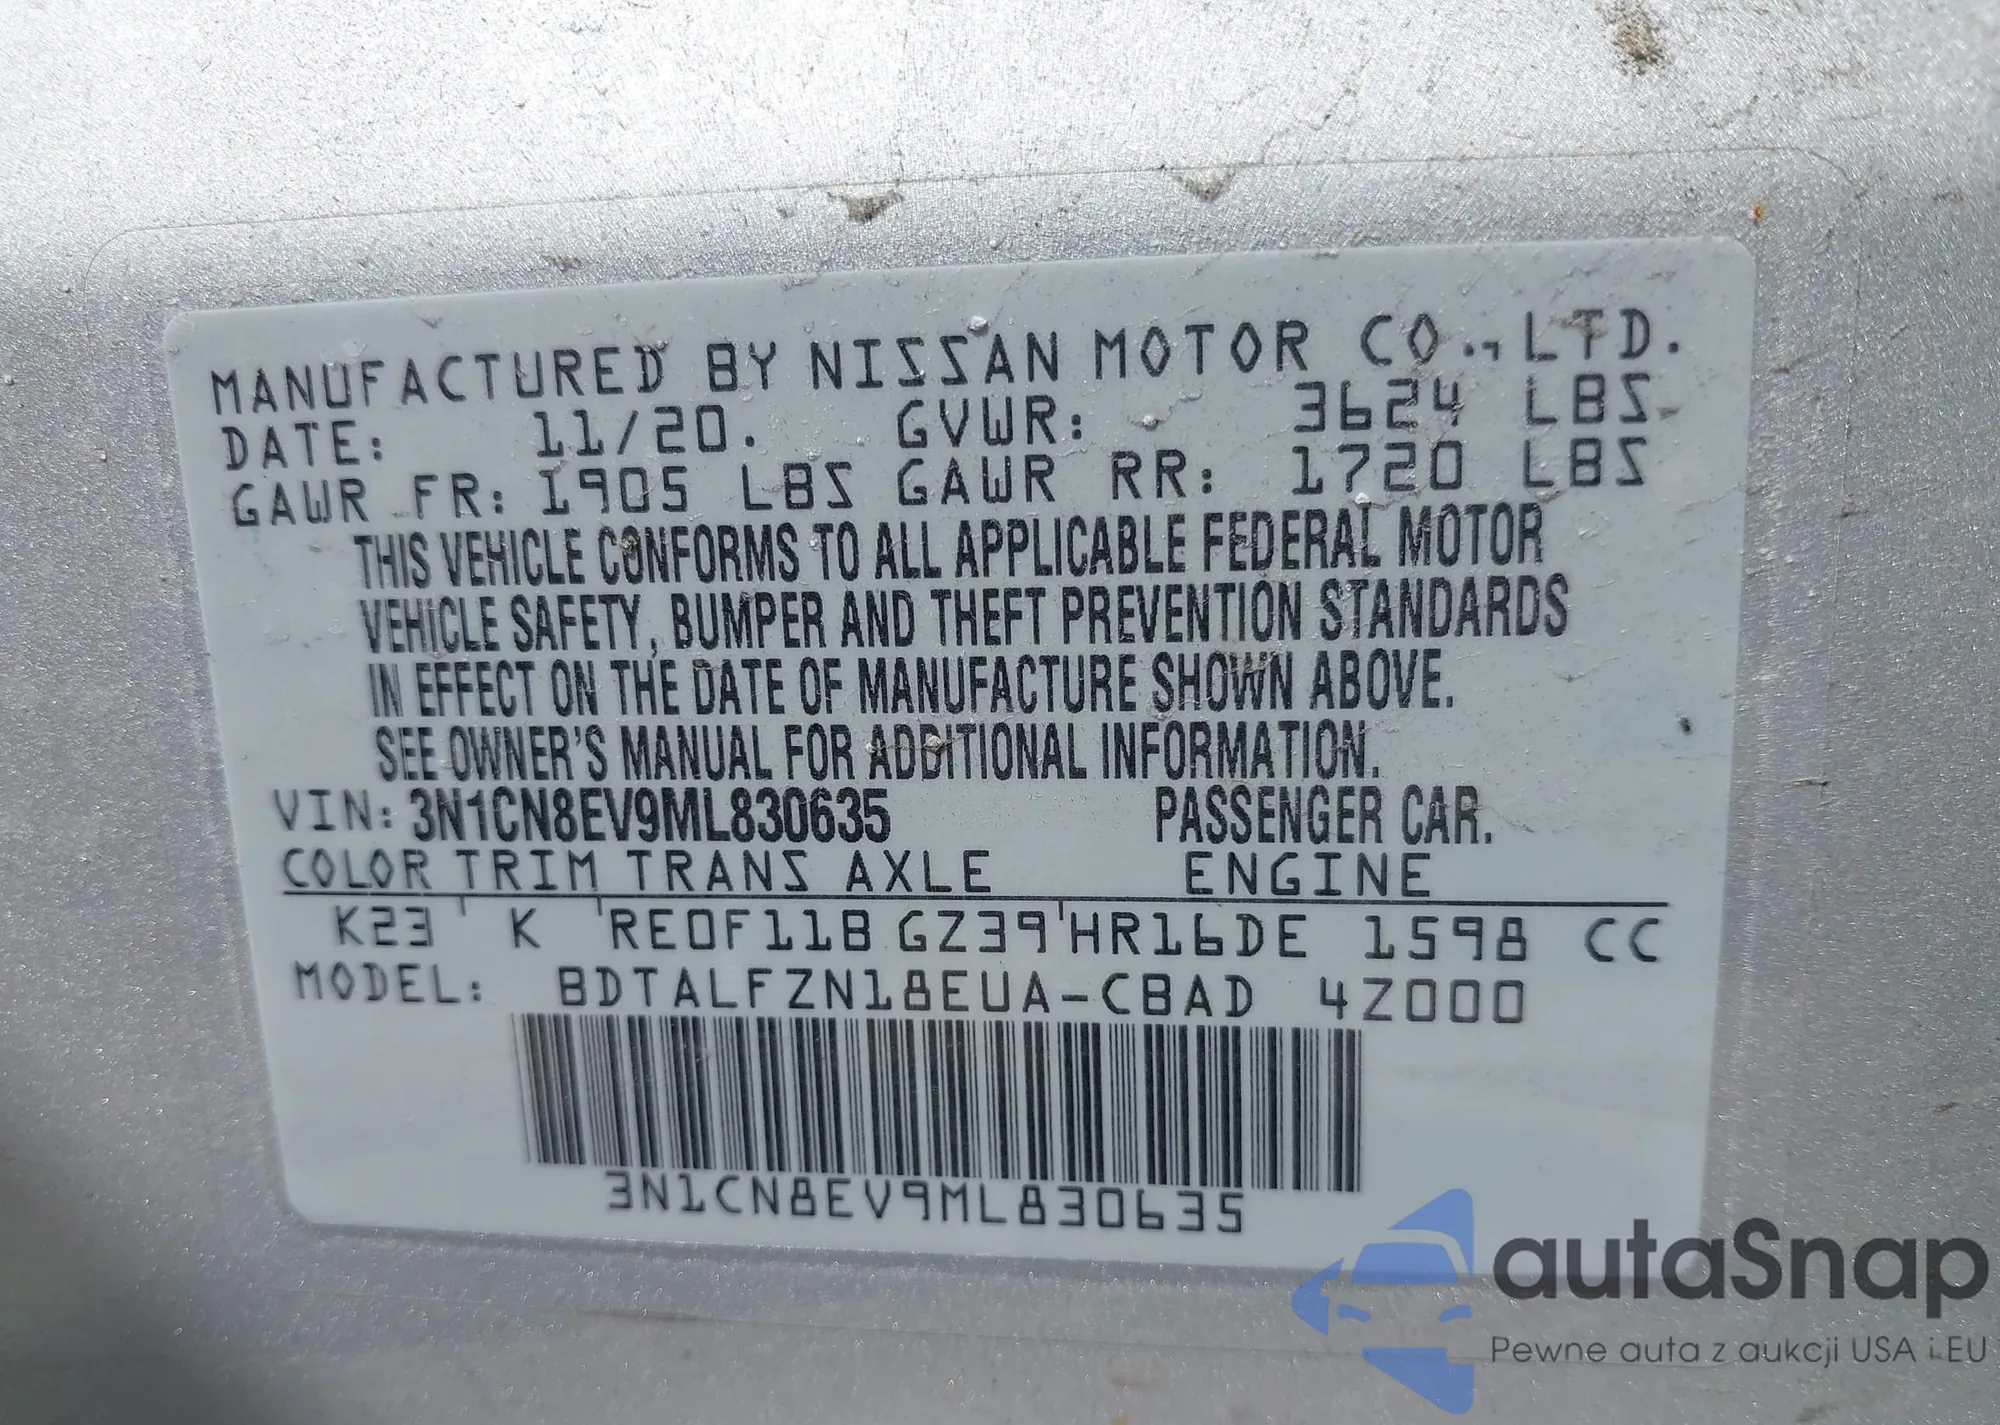 MANUFACTURED BY NISSAN MOTOR CO.,LTD.
DATE: 11/20. GVWR: 3624 LBS
GAWR FR: 1905 LBS GAWR RR: 1720 LBS
THIS VEHICLE CONFORMS TO ALL APPLICABLE FEDERAL MOTOR
VEHICLE SAFETY, BUMPER AND THEFT PREVENTION STANDARDS
IN EFFECT ON THE DATE OF MANUFACTURE SHOWN ABOVE.
SEE OWNER'S MANUAL FOR ADDITIONAL INFORMATION.
VIN: 3N1CN8EV9ML830635 PASSENGER CAR.
COLOR TRIM TRANS AXLE ENGINE
K23 K RE0F11B GZ39 HR16DE 1598 CC
MODEL: BDTALFZN18EUA-CBAD 4Z000
3N1CN8EV9ML830635
autaSnap
Pewne auta z aukcji USA i EU